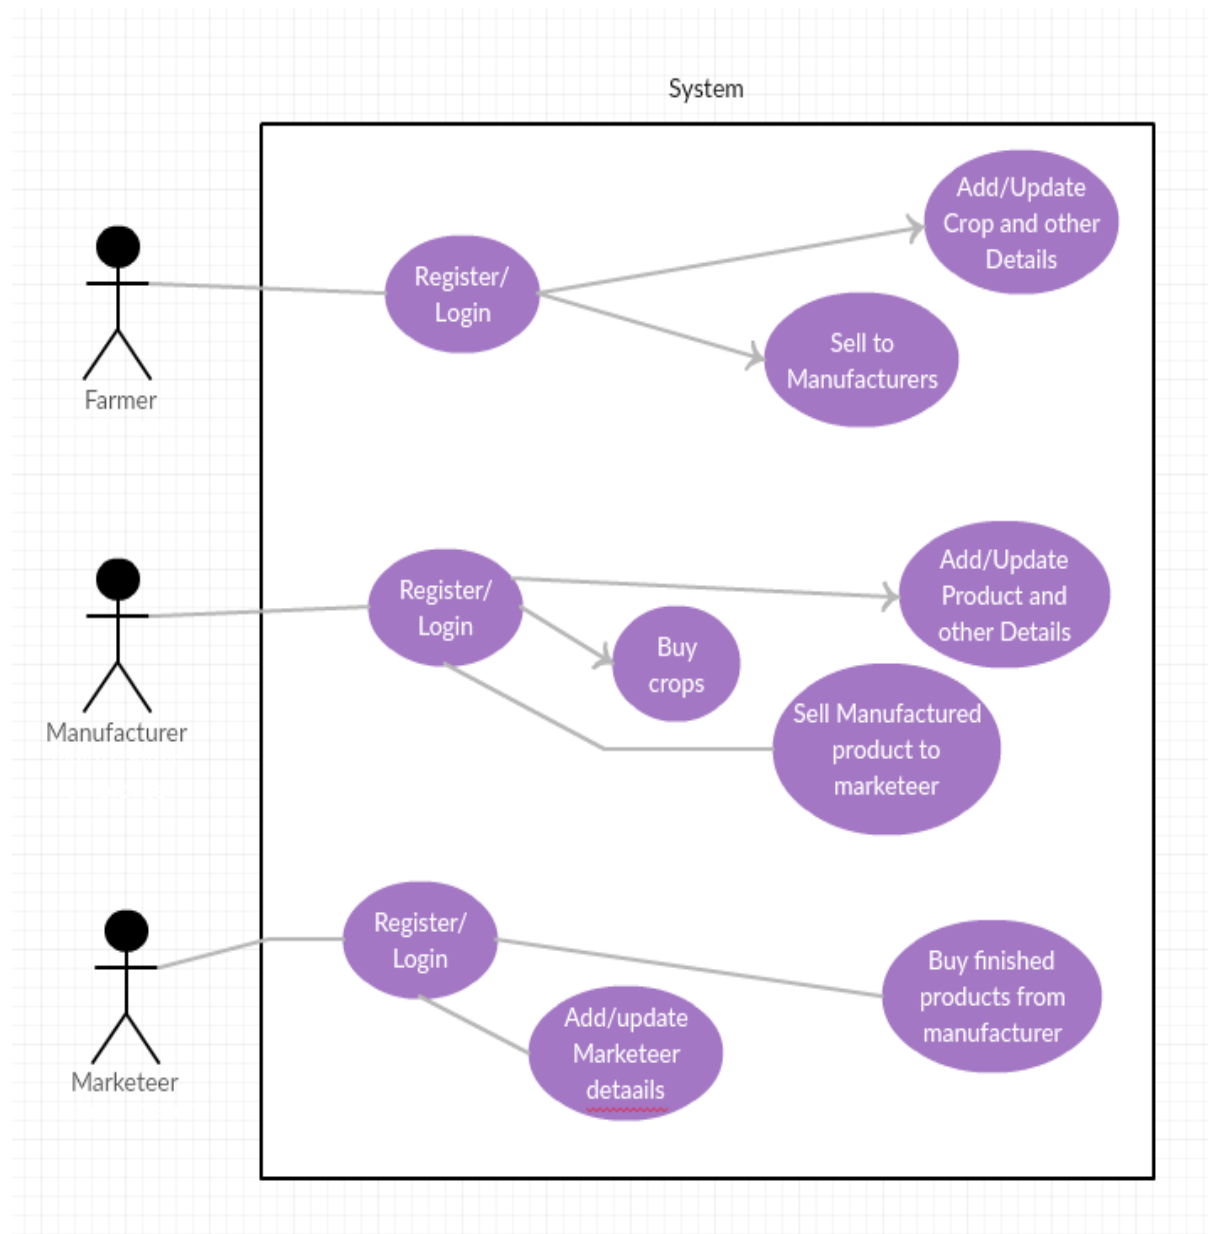 System
Add/Update
Crop and other
Details
Register/
Login
Sell to
Manufacturers
Farmer
Add/Update
Product and
other Details
Register/
Login
Buy
crops
Sell Manufactured
product to
marketeer
Manufacturer
Register/
Login
Buy finished
products from
manufacturer
Add/update
Marketeer
detaails
Marketeer